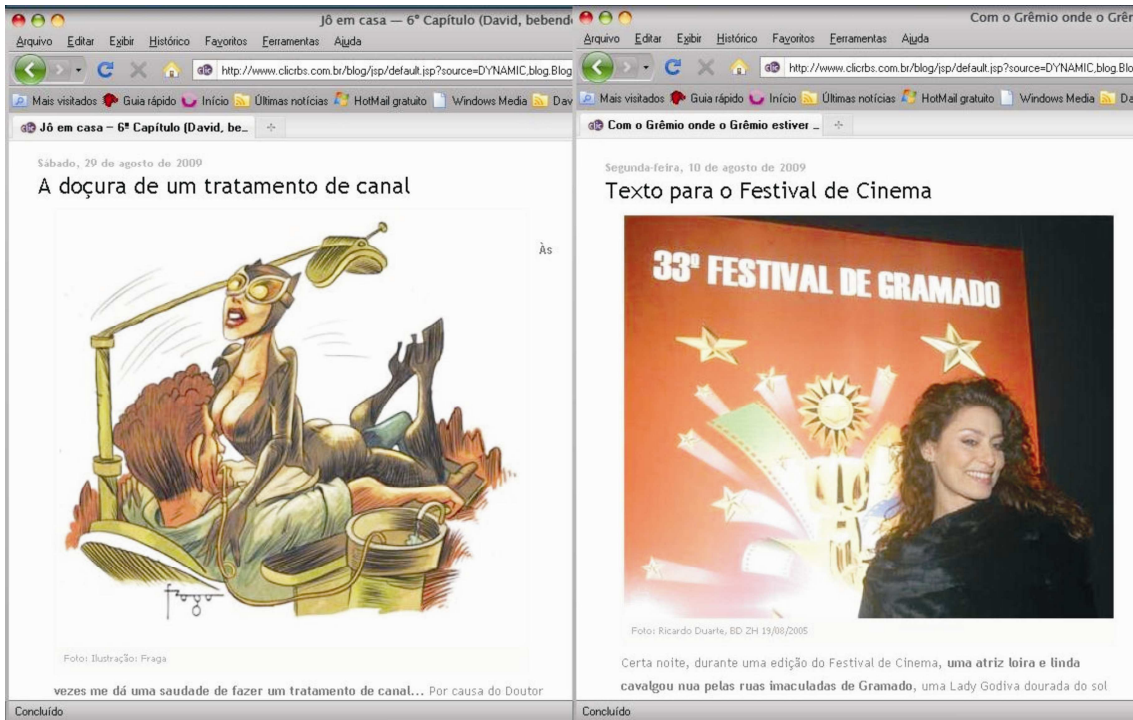 Jô em casa — 6ª Capítulo (David, bebend
Arquivo Editar Exibir Histórico Favoritos Ferramentas Ajuda
http://www.clicrbs.com.br/blog/jsp/default.jsp?source=DYNAMIC,blog.Blog
Mais visitados Guia rápido Início Últimas notícias HotMail gratuito Windows Media Dav
Jô em casa – 6ª Capítulo (David, be...
Sábado, 29 de agosto de 2009
A doçura de um tratamento de canal
Às
Fraga
Foto: Ilustração: Fraga
vezes me dá uma saudade de fazer um tratamento de canal... Por causa do Doutor
Concluído
Com o Grêmio onde o Grêm
Arquivo Editar Exibir Histórico Favoritos Ferramentas Ajuda
http://www.clicrbs.com.br/blog/jsp/default.jsp?source=DYNAMIC,blog.Blo
Mais visitados Guia rápido Início Últimas notícias HotMail gratuito Windows Media Da
Com o Grêmio onde o Grêmio estiver ...
Segunda-feira, 10 de agosto de 2009
Texto para o Festival de Cinema
33º FESTIVAL DE GRAMADO
Foto: Ricardo Duarte, BD ZH 19/08/2005
Certa noite, durante uma edição do Festival de Cinema, uma atriz loira e linda
cavalgou nua pelas ruas imaculadas de Gramado, uma Lady Godiva dourada do sol
Concluído